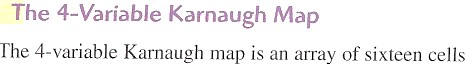 The 4-Variable Karnaugh Map
The 4-variable Karnaugh map is an array of sixteen cells